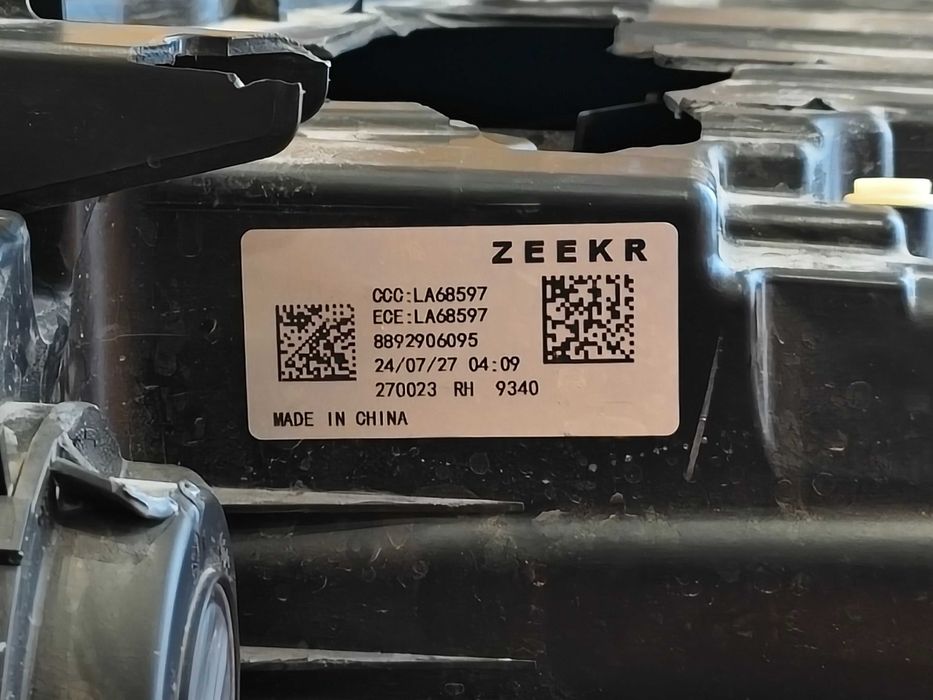 ZEEKR
CCC:LA68597
ECE:LA68597
8892906095
24/07/27 04:09
270023 RH 9340
MADE IN CHINA